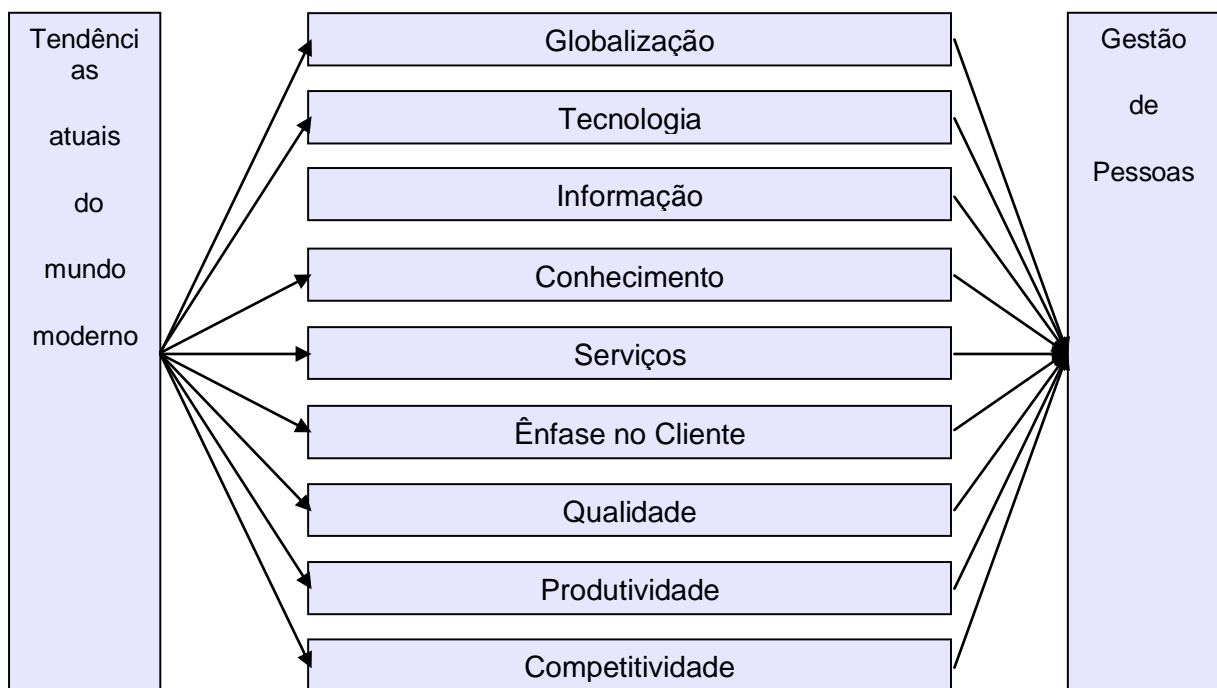 Tendênci
as
atuais
do
mundo
moderno
Globalização
Tecnologia
Informação
Conhecimento
Serviços
Ênfase no Cliente
Qualidade
Produtividade
Competitividade
Gestão
de
Pessoas